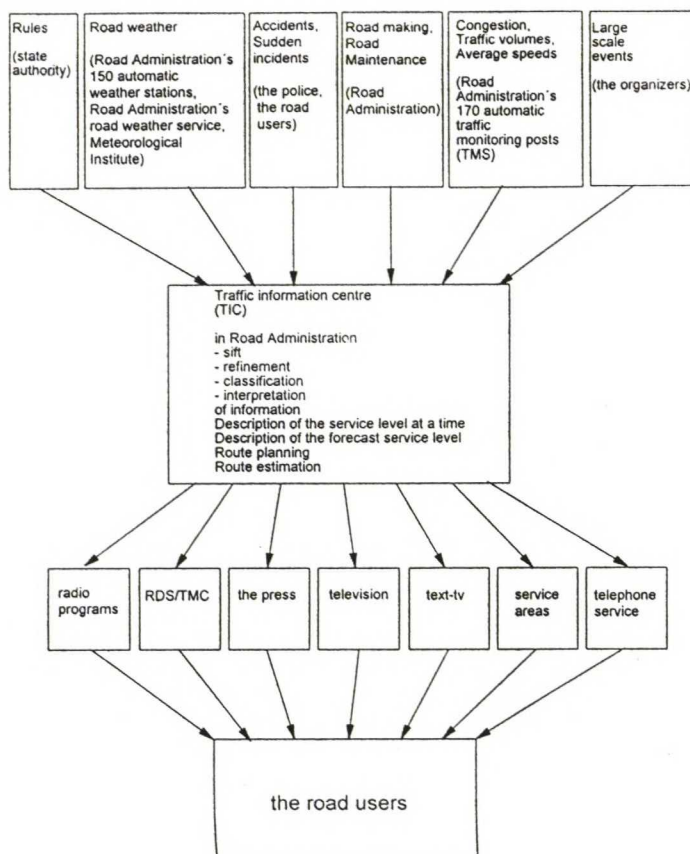 Rules
(state
authority)
Road weather
(Road Administration´s
150 automatic
weather stations,
Road Administration´s
road weather service,
Meteorological
Institute)
Accidents,
Sudden
incidents
(the police,
the road
users)
Road making,
Road
Maintenance
(Road
Administration)
Congestion,
Traffic volumes,
Average speeds
(Road
Administration´s
170 automatic
traffic
monitoring posts
(TMS)
Large
scale
events
(the organizers)
Traffic information centre
(TIC)
in Road Administration
- sift
- refinement
- classification
- interpretation
of information
Description of the service level at a time
Description of the forecast service level
Route planning
Route estimation
radio
programs
RDS/TMC
the press
television
text-tv
service
areas
telephone
service
the road users